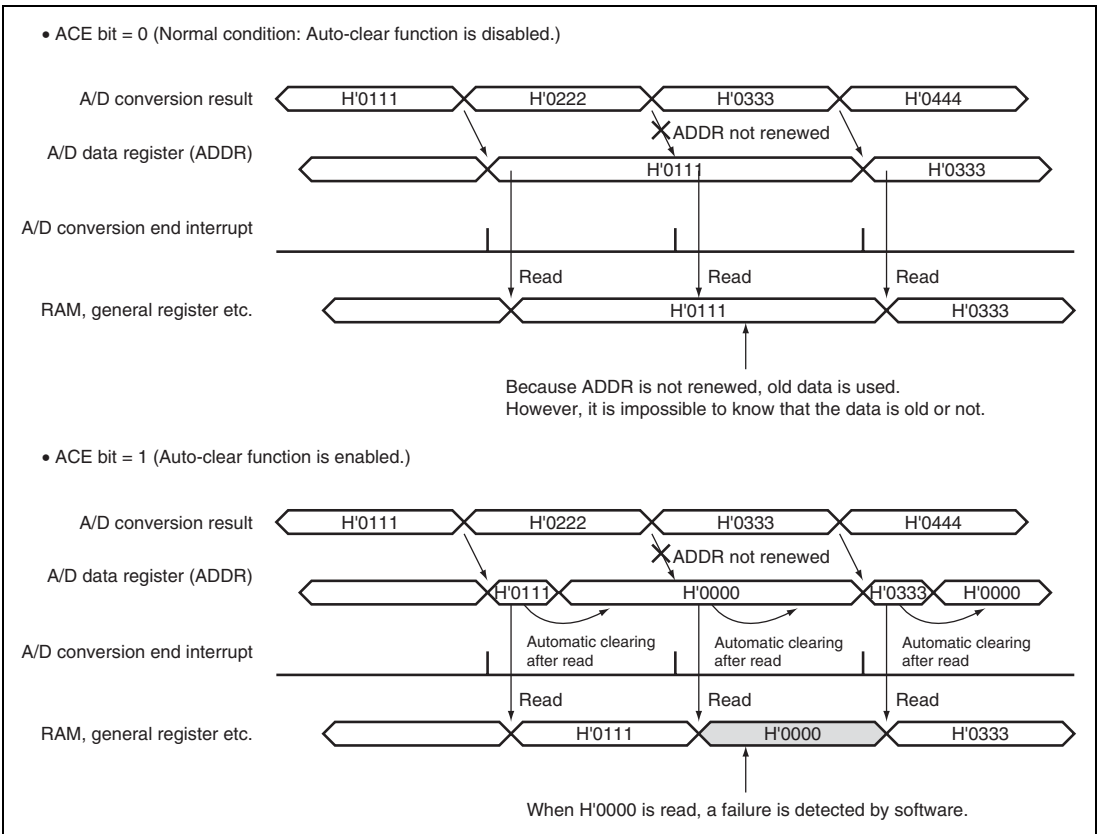 • ACE bit = 0 (Normal condition: Auto-clear function is disabled.)
A/D conversion result H'0111 H'0222 H'0333 H'0444
ADDR not renewed
A/D data register (ADDR) H'0111 H'0333
A/D conversion end interrupt
Read Read Read
RAM, general register etc. H'0111 H'0333
Because ADDR is not renewed, old data is used.
However, it is impossible to know that the data is old or not.
• ACE bit = 1 (Auto-clear function is enabled.)
A/D conversion result H'0111 H'0222 H'0333 H'0444
ADDR not renewed
A/D data register (ADDR) H'0111 H'0000 H'0333 H'0000
Automatic clearing Automatic clearing Automatic clearing
after read after read after read
A/D conversion end interrupt
Read Read Read
RAM, general register etc. H'0111 H'0000 H'0333
When H'0000 is read, a failure is detected by software.